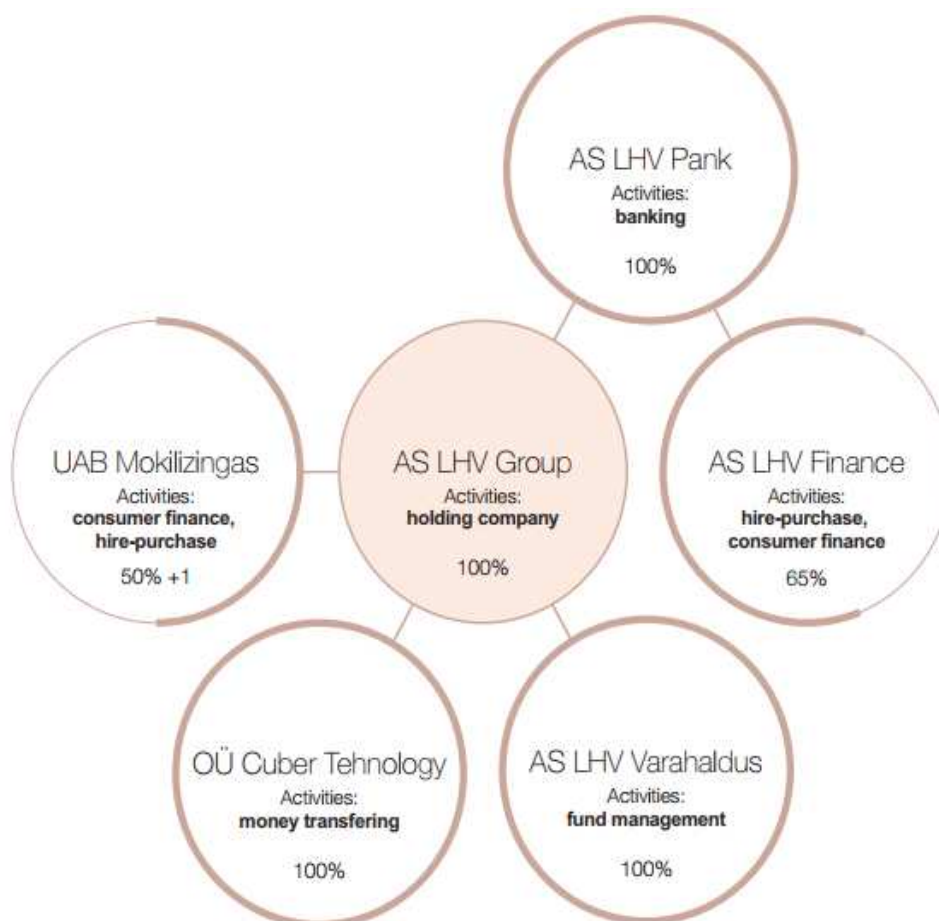 AS LHV Pank
Activities:
banking
100%
UAB Mokilizingas
Activities:
consumer finance,
hire-purchase
50% +1
AS LHV Group
Activities:
holding company
100%
AS LHV Finance
Activities:
hire-purchase,
consumer finance
65%
OÜ Cuber Tehnology
Activities:
money transfering
100%
AS LHV Varahaldus
Activities:
fund management
100%